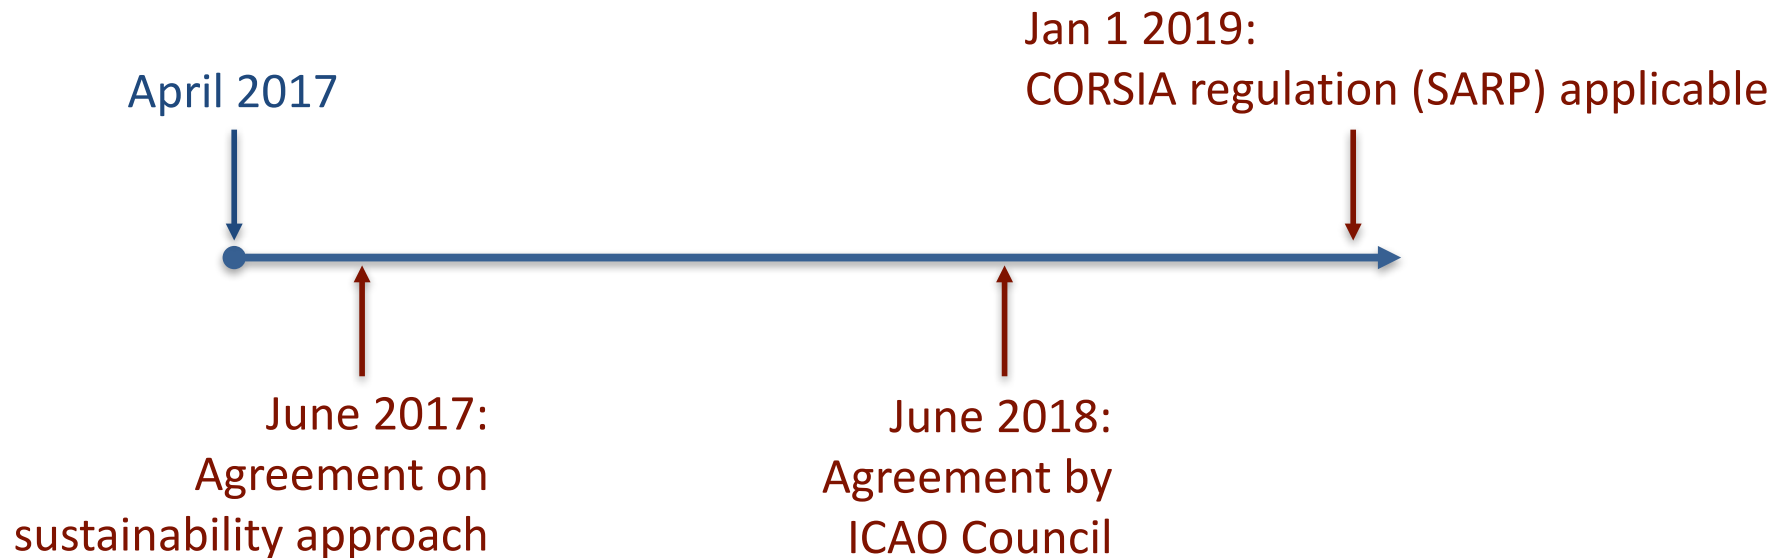 April 2017
Jan 1 2019:
CORSIA regulation (SARP) applicable
June 2017:
Agreement on
sustainability approach
June 2018:
Agreement by
ICAO Council